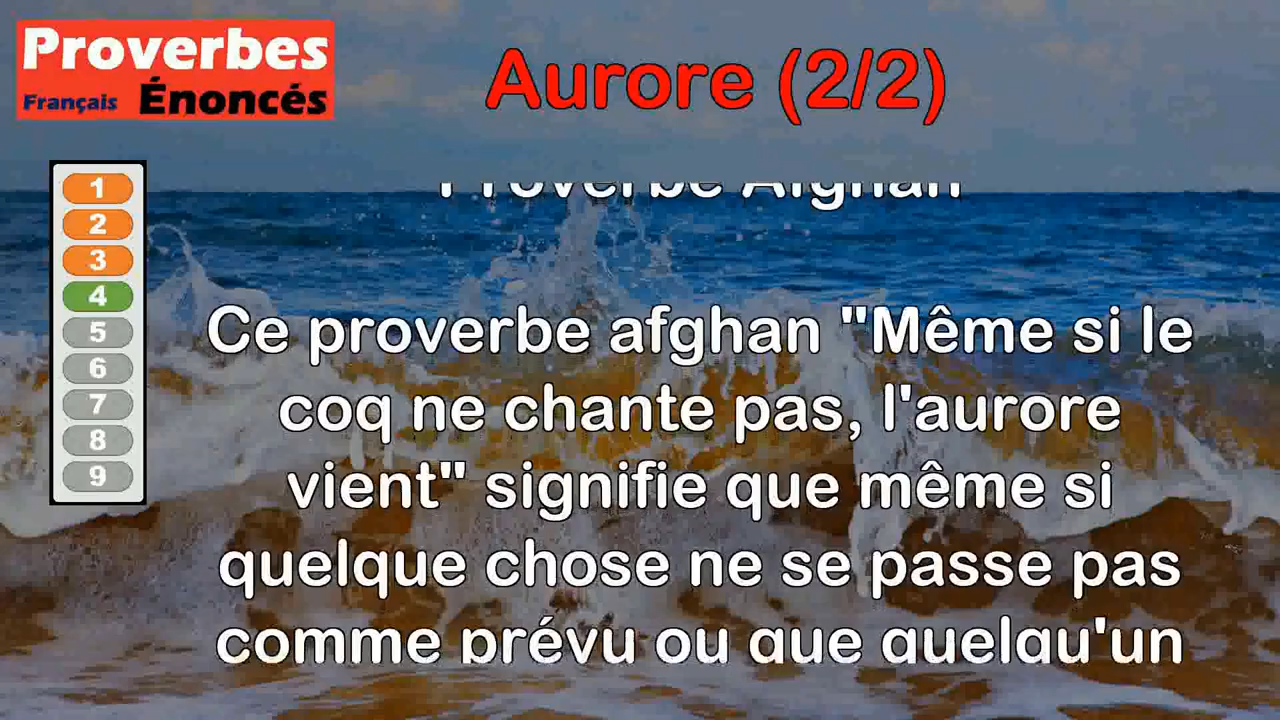 Proverbes
Français Énoncés
Aurore (2/2)
1
2
3
4
5
6
7
8
9
Proverbe Afghan
Ce proverbe afghan "Même si le
coq ne chante pas, l'aurore
vient" signifie que même si
quelque chose ne se passe pas
comme prévu ou que quelqu'un